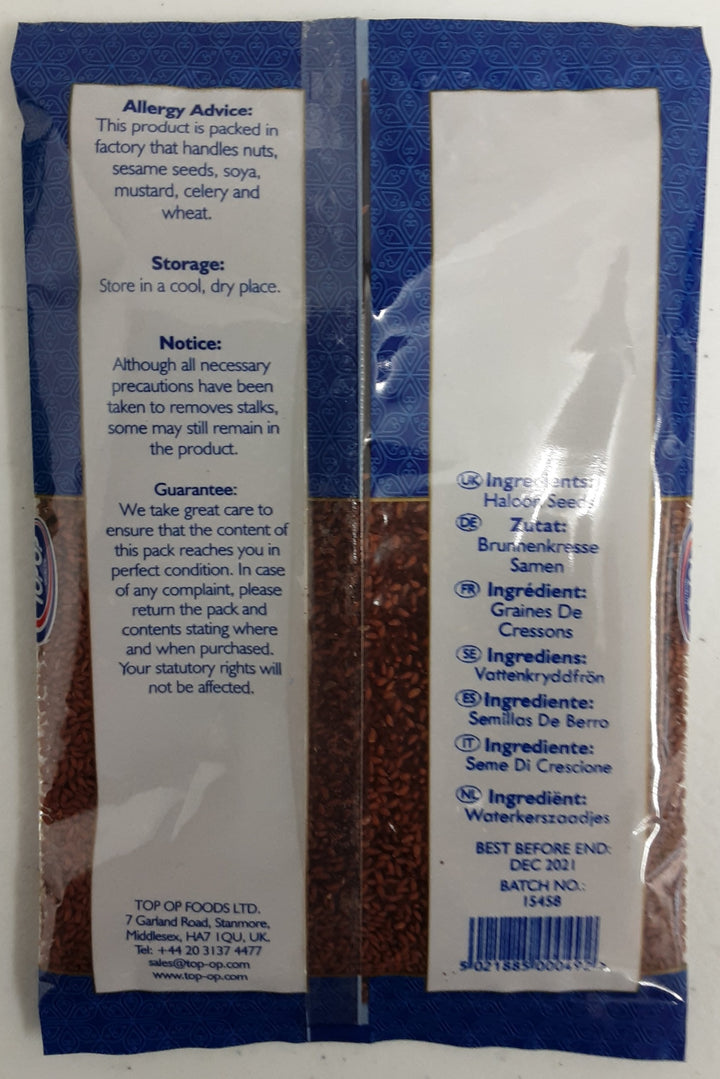 Allergy Advice:
This product is packed in
factory that handles nuts,
sesame seeds, soya,
mustard, celery and
wheat.
Storage:
Store in a cool, dry place.
Notice:
Although all necessary
precautions have been
taken to removes stalks,
some may still remain in
the product.
Guarantee:
We take great care to
ensure that the content of
this pack reaches you in
perfect condition. In case
of any complaint, please
return the pack and
contents stating where
and when purchased.
Your statutory rights will
not be affected.
TOP OP FOODS LTD.
7 Garland Road, Stanmore,
Middlesex, HA7 1QU, UK.
Tel: +44 20 3137 4477
sales@top-op.com
www.top-op.com
TOP-OP
UK Ingredients:
Haloon Seeds
DE Zutat:
Brunnenkresse
Samen
FR Ingrédient:
Graines De
Cressons
SE Ingrediens:
Vattenkryddfrön
ES Ingrediente:
Semillas De Berro
IT Ingrediente:
Seme Di Crescione
NL Ingrediënt:
Waterkerszaadjes
BEST BEFORE END:
DEC 2021
BATCH NO.:
15458